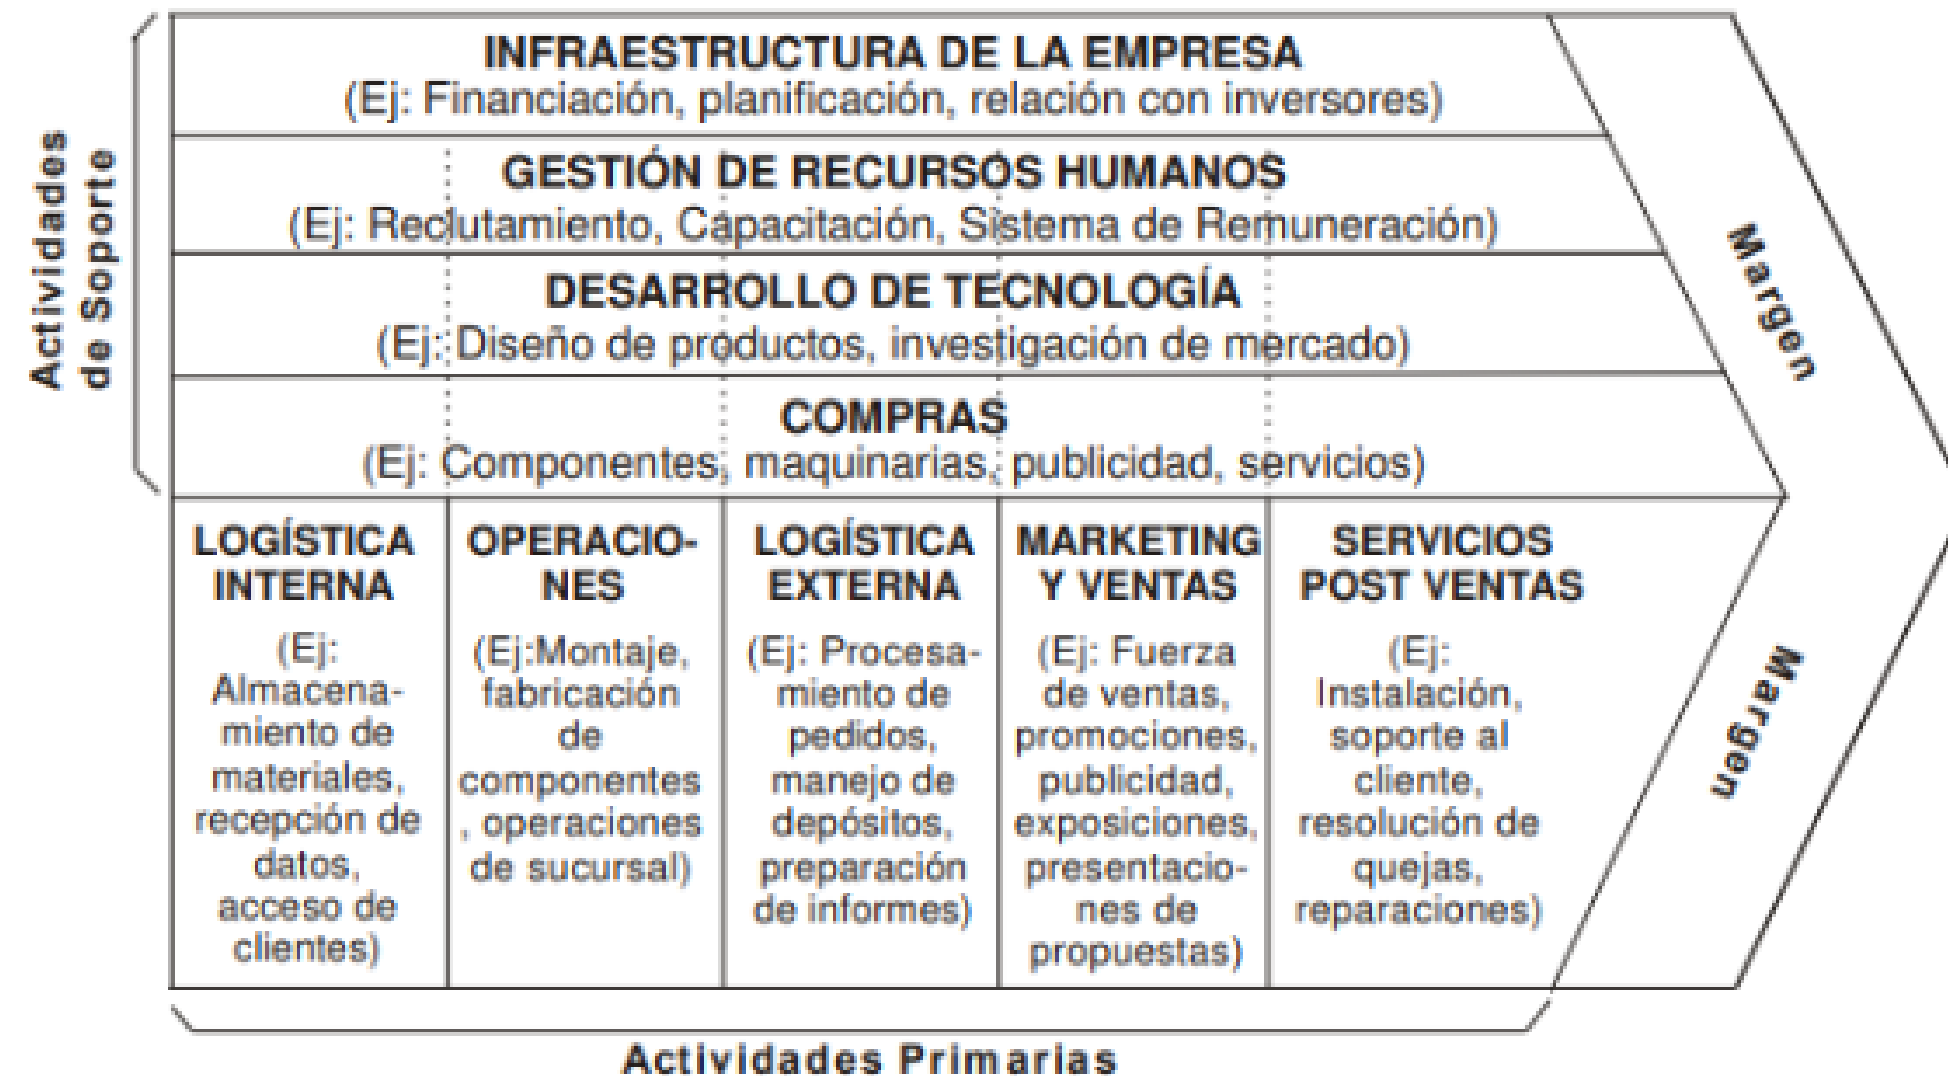 Actividades
de Soporte
INFRAESTRUCTURA DE LA EMPRESA
(Ej: Financiación, planificación, relación con inversores)
GESTIÓN DE RECURSOS HUMANOS
(Ej: Reclutamiento, Capacitación, Sistema de Remuneración)
DESARROLLO DE TECNOLOGÍA
(Ej: Diseño de productos, investigación de mercado)
COMPRAS
(Ej: Componentes, maquinarias, publicidad, servicios)
LOGÍSTICA
INTERNA
(Ej:
Almacena-
miento de
materiales,
recepción de
datos,
acceso de
clientes)
OPERACIO-
NES
(Ej:Montaje,
fabricación
de
componentes
, operaciones
de sucursal)
LOGÍSTICA
EXTERNA
(Ej: Procesa-
miento de
pedidos,
manejo de
depósitos,
preparación
de informes)
MARKETING
Y VENTAS
(Ej: Fuerza
de ventas,
promociones,
publicidad,
exposiciones,
presentacio-
nes de
propuestas)
SERVICIOS
POST VENTAS
(Ej:
Instalación,
soporte al
cliente,
resolución de
quejas,
reparaciones)
Margen
Margen
Actividades Primarias